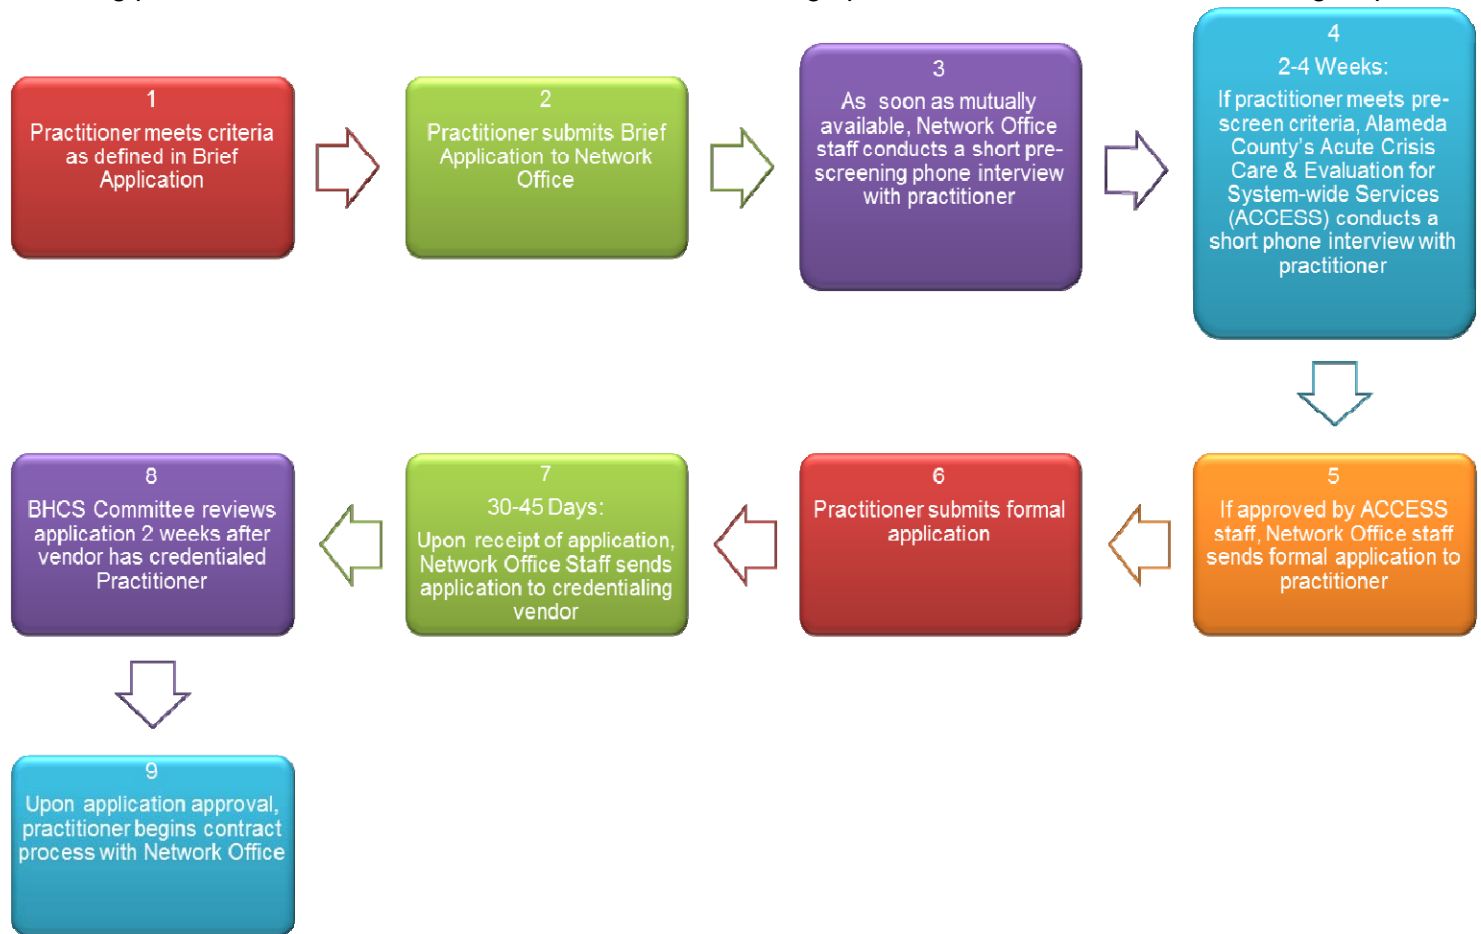 1
Practitioner meets criteria
as defined in Brief
Application
2
Practitioner submits Brief
Application to Network
Office
3
As soon as mutually
available, Network Office
staff conducts a short pre-
screening phone interview
with practitioner
4
2-4 Weeks:
If practitioner meets pre-
screen criteria, Alameda
County's Acute Crisis
Care & Evaluation for
System-wide Services
(ACCESS) conducts a
short phone interview with
practitioner
5
If approved by ACCESS
staff, Network Office staff
sends formal application to
practitioner
6
Practitioner submits formal
application
7
30-45 Days:
Upon receipt of application,
Network Office Staff sends
application to credentialing
vendor
8
BHCS Committee reviews
application 2 weeks after
vendor has credentialed
Practitioner
9
Upon application approval,
practitioner begins contract
process with Network Office